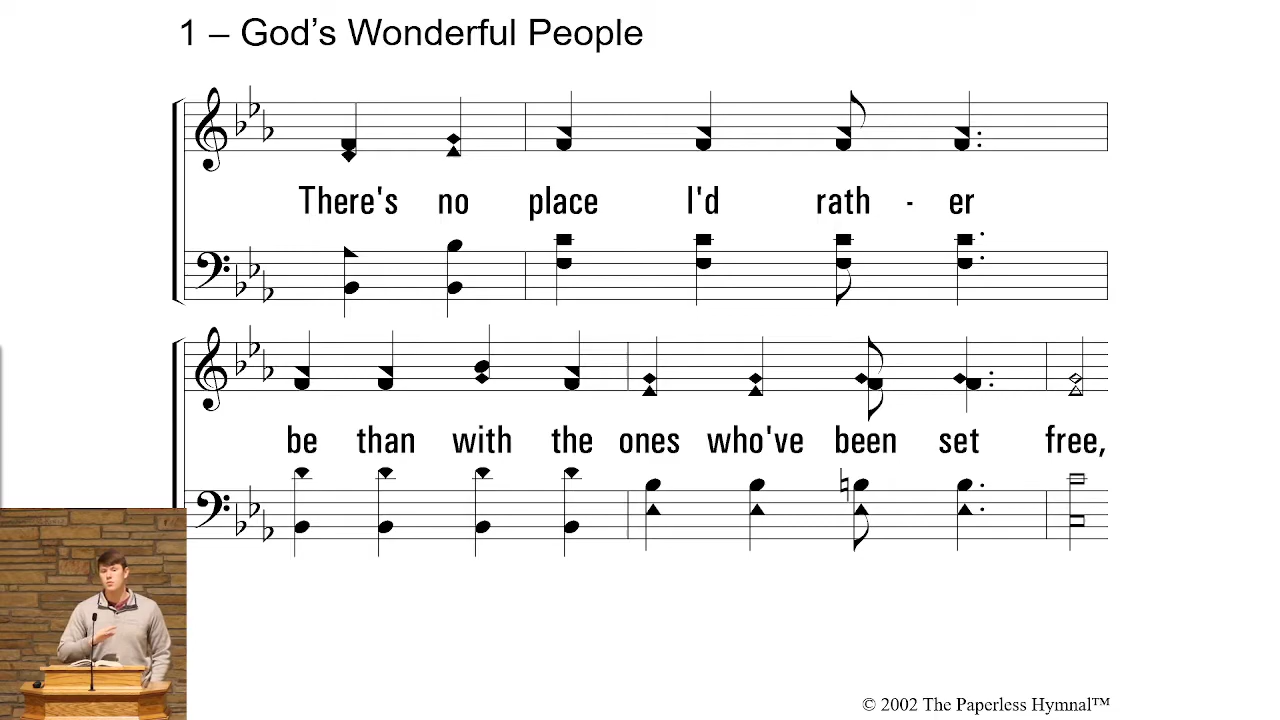 1 – God’s Wonderful People
There's no place I'd rath - er
be than with the ones who've been set free,
© 2002 The Paperless Hymnal™